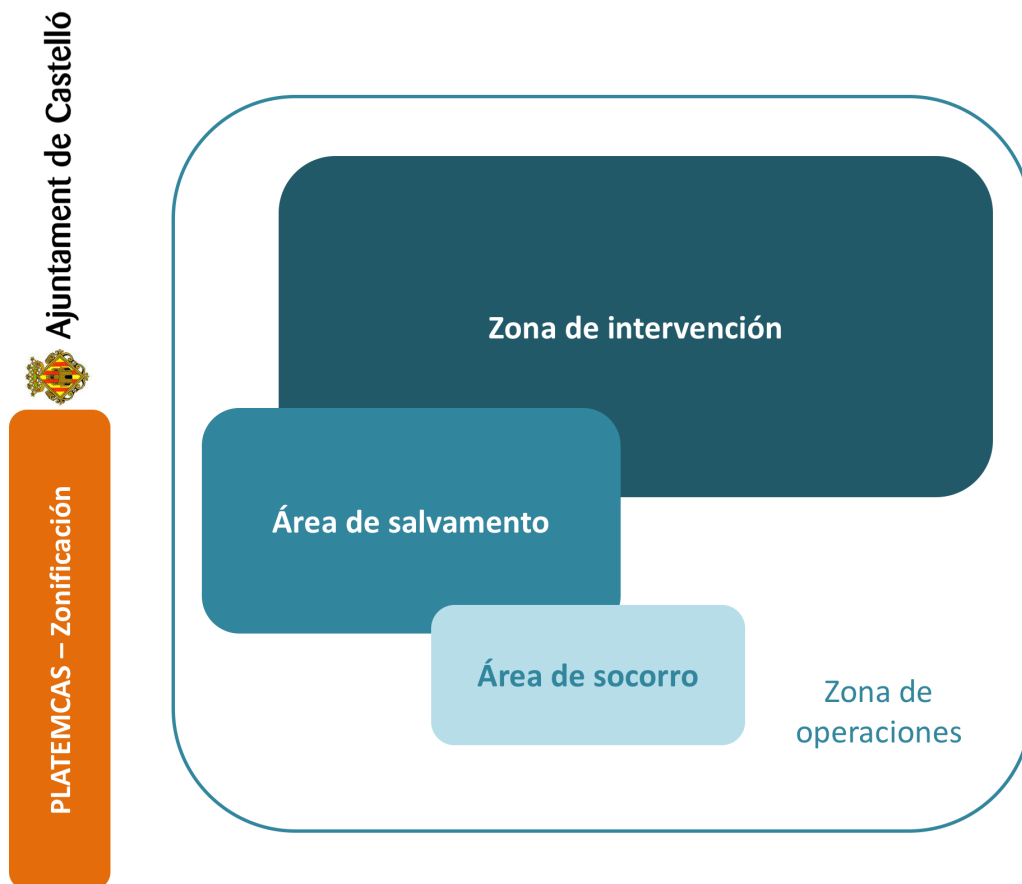 Ajuntament de Castelló
PLATEMCAS – Zonificación
Zona de intervención
Área de salvamento
Área de socorro
Zona de
operaciones